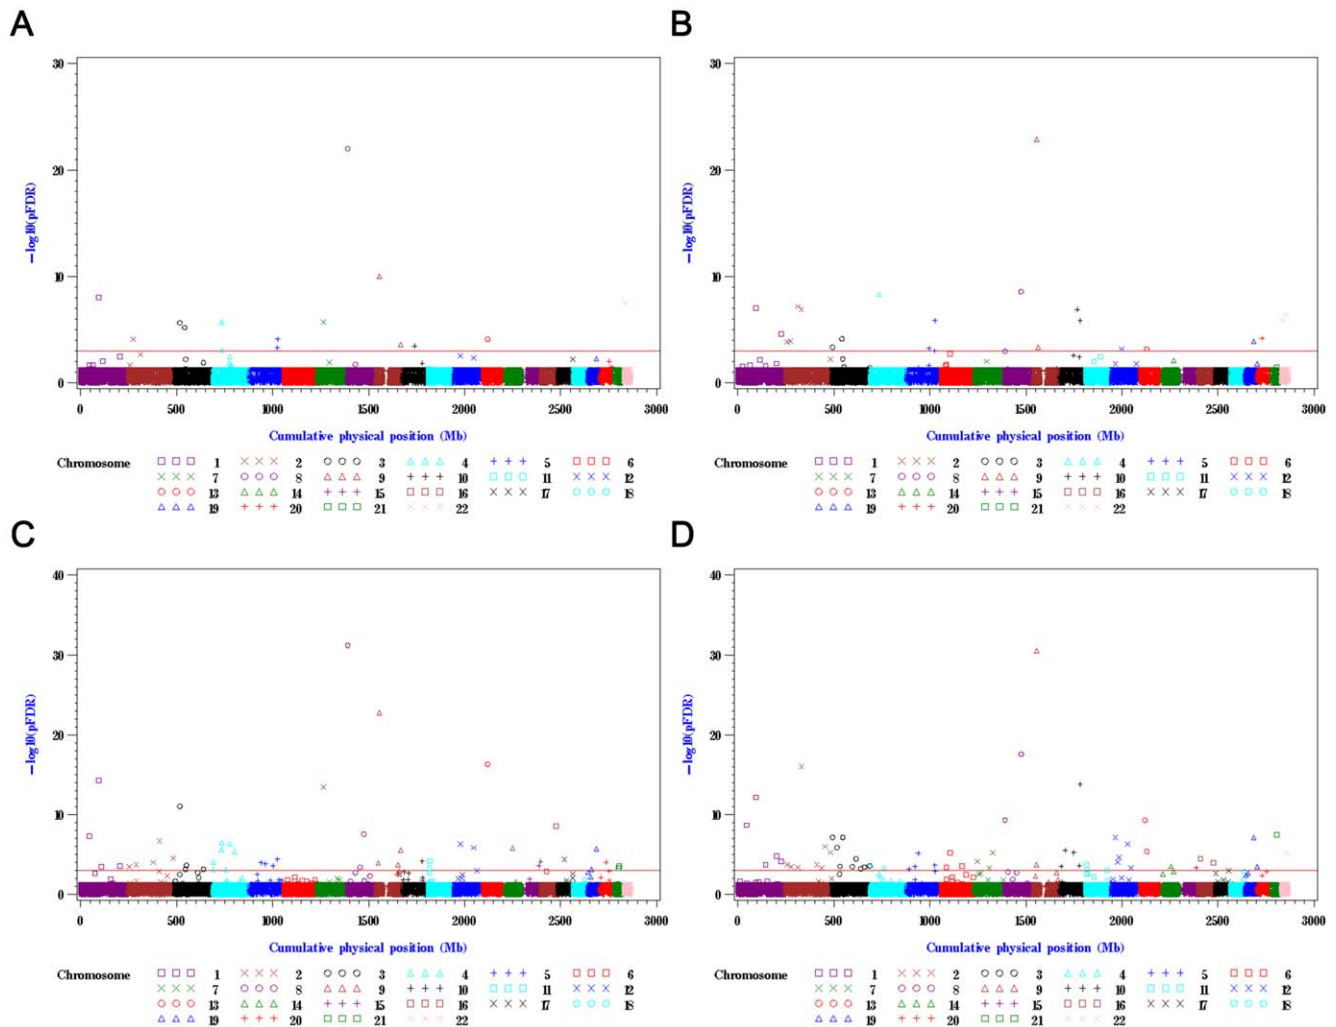 A
B
30
20
10
0
−log10(pFDR)
0 500 1000 1500 2000 2500 3000
Cumulative physical position (Mb)
Chromosome 1 2 3 4 5 6
7 8 9 10 11 12
13 14 15 16 17 18
19 20 21 22
30
20
10
0
−log10(pFDR)
0 500 1000 1500 2000 2500 3000
Cumulative physical position (Mb)
Chromosome 1 2 3 4 5 6
7 8 9 10 11 12
13 14 15 16 17 18
19 20 21 22
C
D
40
30
20
10
0
−log10(pFDR)
0 500 1000 1500 2000 2500 3000
Cumulative physical position (Mb)
Chromosome 1 2 3 4 5 6
7 8 9 10 11 12
13 14 15 16 17 18
19 20 21 22
40
30
20
10
0
−log10(pFDR)
0 500 1000 1500 2000 2500 3000
Cumulative physical position (Mb)
Chromosome 1 2 3 4 5 6
7 8 9 10 11 12
13 14 15 16 17 18
19 20 21 22